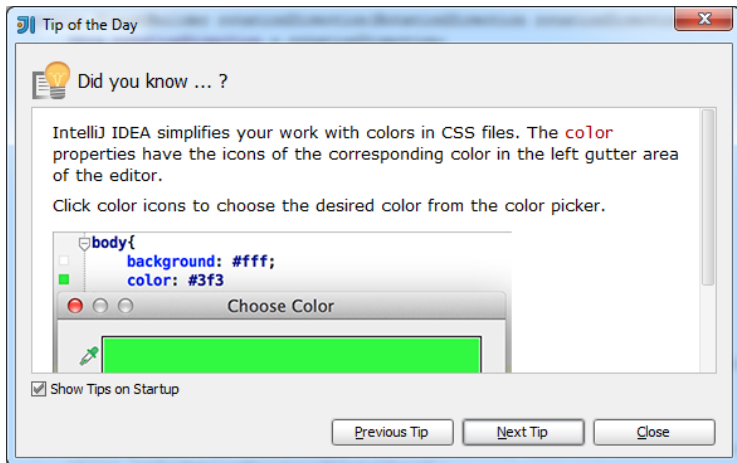 Tip of the Day
Did you know ... ?
IntelliJ IDEA simplifies your work with colors in CSS files. The color
properties have the icons of the corresponding color in the left gutter area
of the editor.
Click color icons to choose the desired color from the color picker.
body{
background: #fff;
color: #3f3
Choose Color
Show Tips on Startup
Previous Tip Next Tip Close